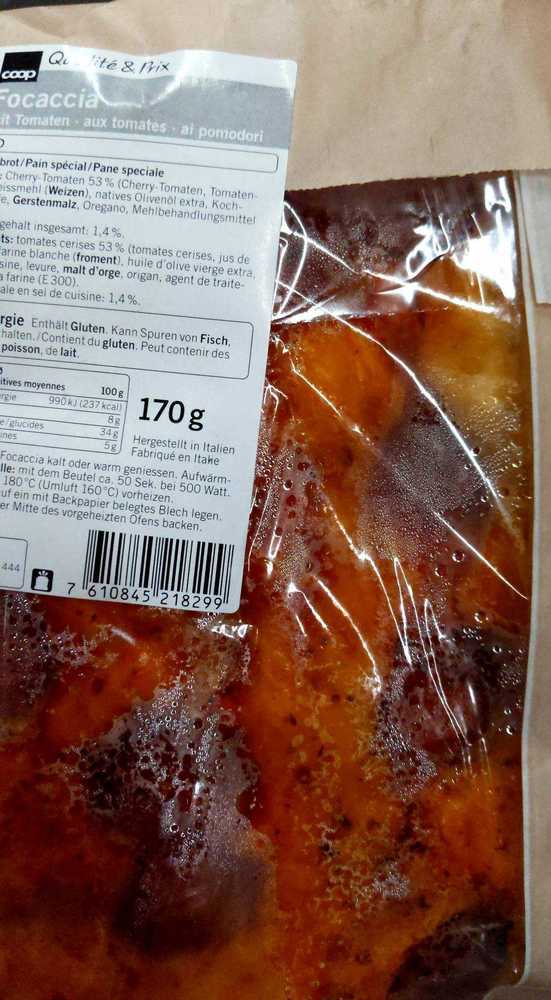 coop
Qualité & Prix
Focaccia
it Tomaten · aux tomates · ai pomodori
brot/Pain spécial/Pane speciale
: Cherry-Tomaten 53 % (Cherry-Tomaten, Tomaten-
eissmehl (Weizen), natives Olivenöl extra, Koch-
e, Gerstenmalz, Oregano, Mehlbehandlungsmittel
gehalt insgesamt: 1,4 %.
ts: tomates cerises 53 % (tomates cerises, jus de
farine blanche (froment), huile d'olive vierge extra,
sine, levure, malt d'orge, origan, agent de traite-
a farine (E 300).
ale en sel de cuisine: 1,4 %.
rgie Enthält Gluten. Kann Spuren von Fisch,
halten./Contient du gluten. Peut contenir des
poisson, de lait.
itives moyennes 100 g
ergie 990 kJ (237 kcal)
8 g
e/glucides 34 g
ines 5 g
170 g
Hergestellt in Italien
Fabriqué en Italie
Focaccia kalt oder warm geniessen. Aufwärm-
lle: mit dem Beutel ca. 50 Sek. bei 500 Watt.
180 °C (Umluft 160 °C) vorheizen.
uf ein mit Backpapier belegtes Blech legen.
er Mitte des vorgeheizten Ofens backen.
444
7 610845 218299